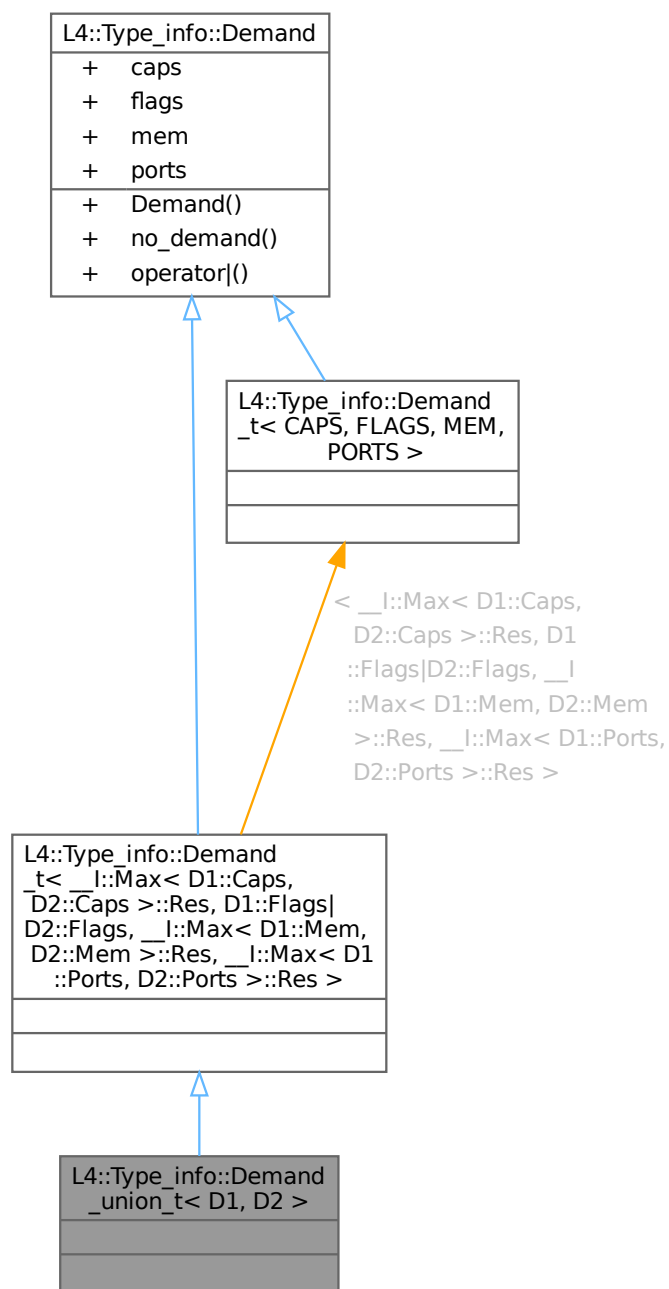 L4::Type_info::Demand
+ caps
+ flags
+ mem
+ ports
+ Demand()
+ no_demand()
+ operator|()
L4::Type_info::Demand
_t< CAPS, FLAGS, MEM,
PORTS >
< __I::Max< D1::Caps,
D2::Caps >::Res, D1
::Flags|D2::Flags, __I
::Max< D1::Mem, D2::Mem
>::Res, __I::Max< D1::Ports,
D2::Ports >::Res >
L4::Type_info::Demand
_t< __I::Max< D1::Caps,
D2::Caps >::Res, D1::Flags|
D2::Flags, __I::Max< D1::Mem,
D2::Mem >::Res, __I::Max< D1
::Ports, D2::Ports >::Res >
L4::Type_info::Demand
_union_t< D1, D2 >